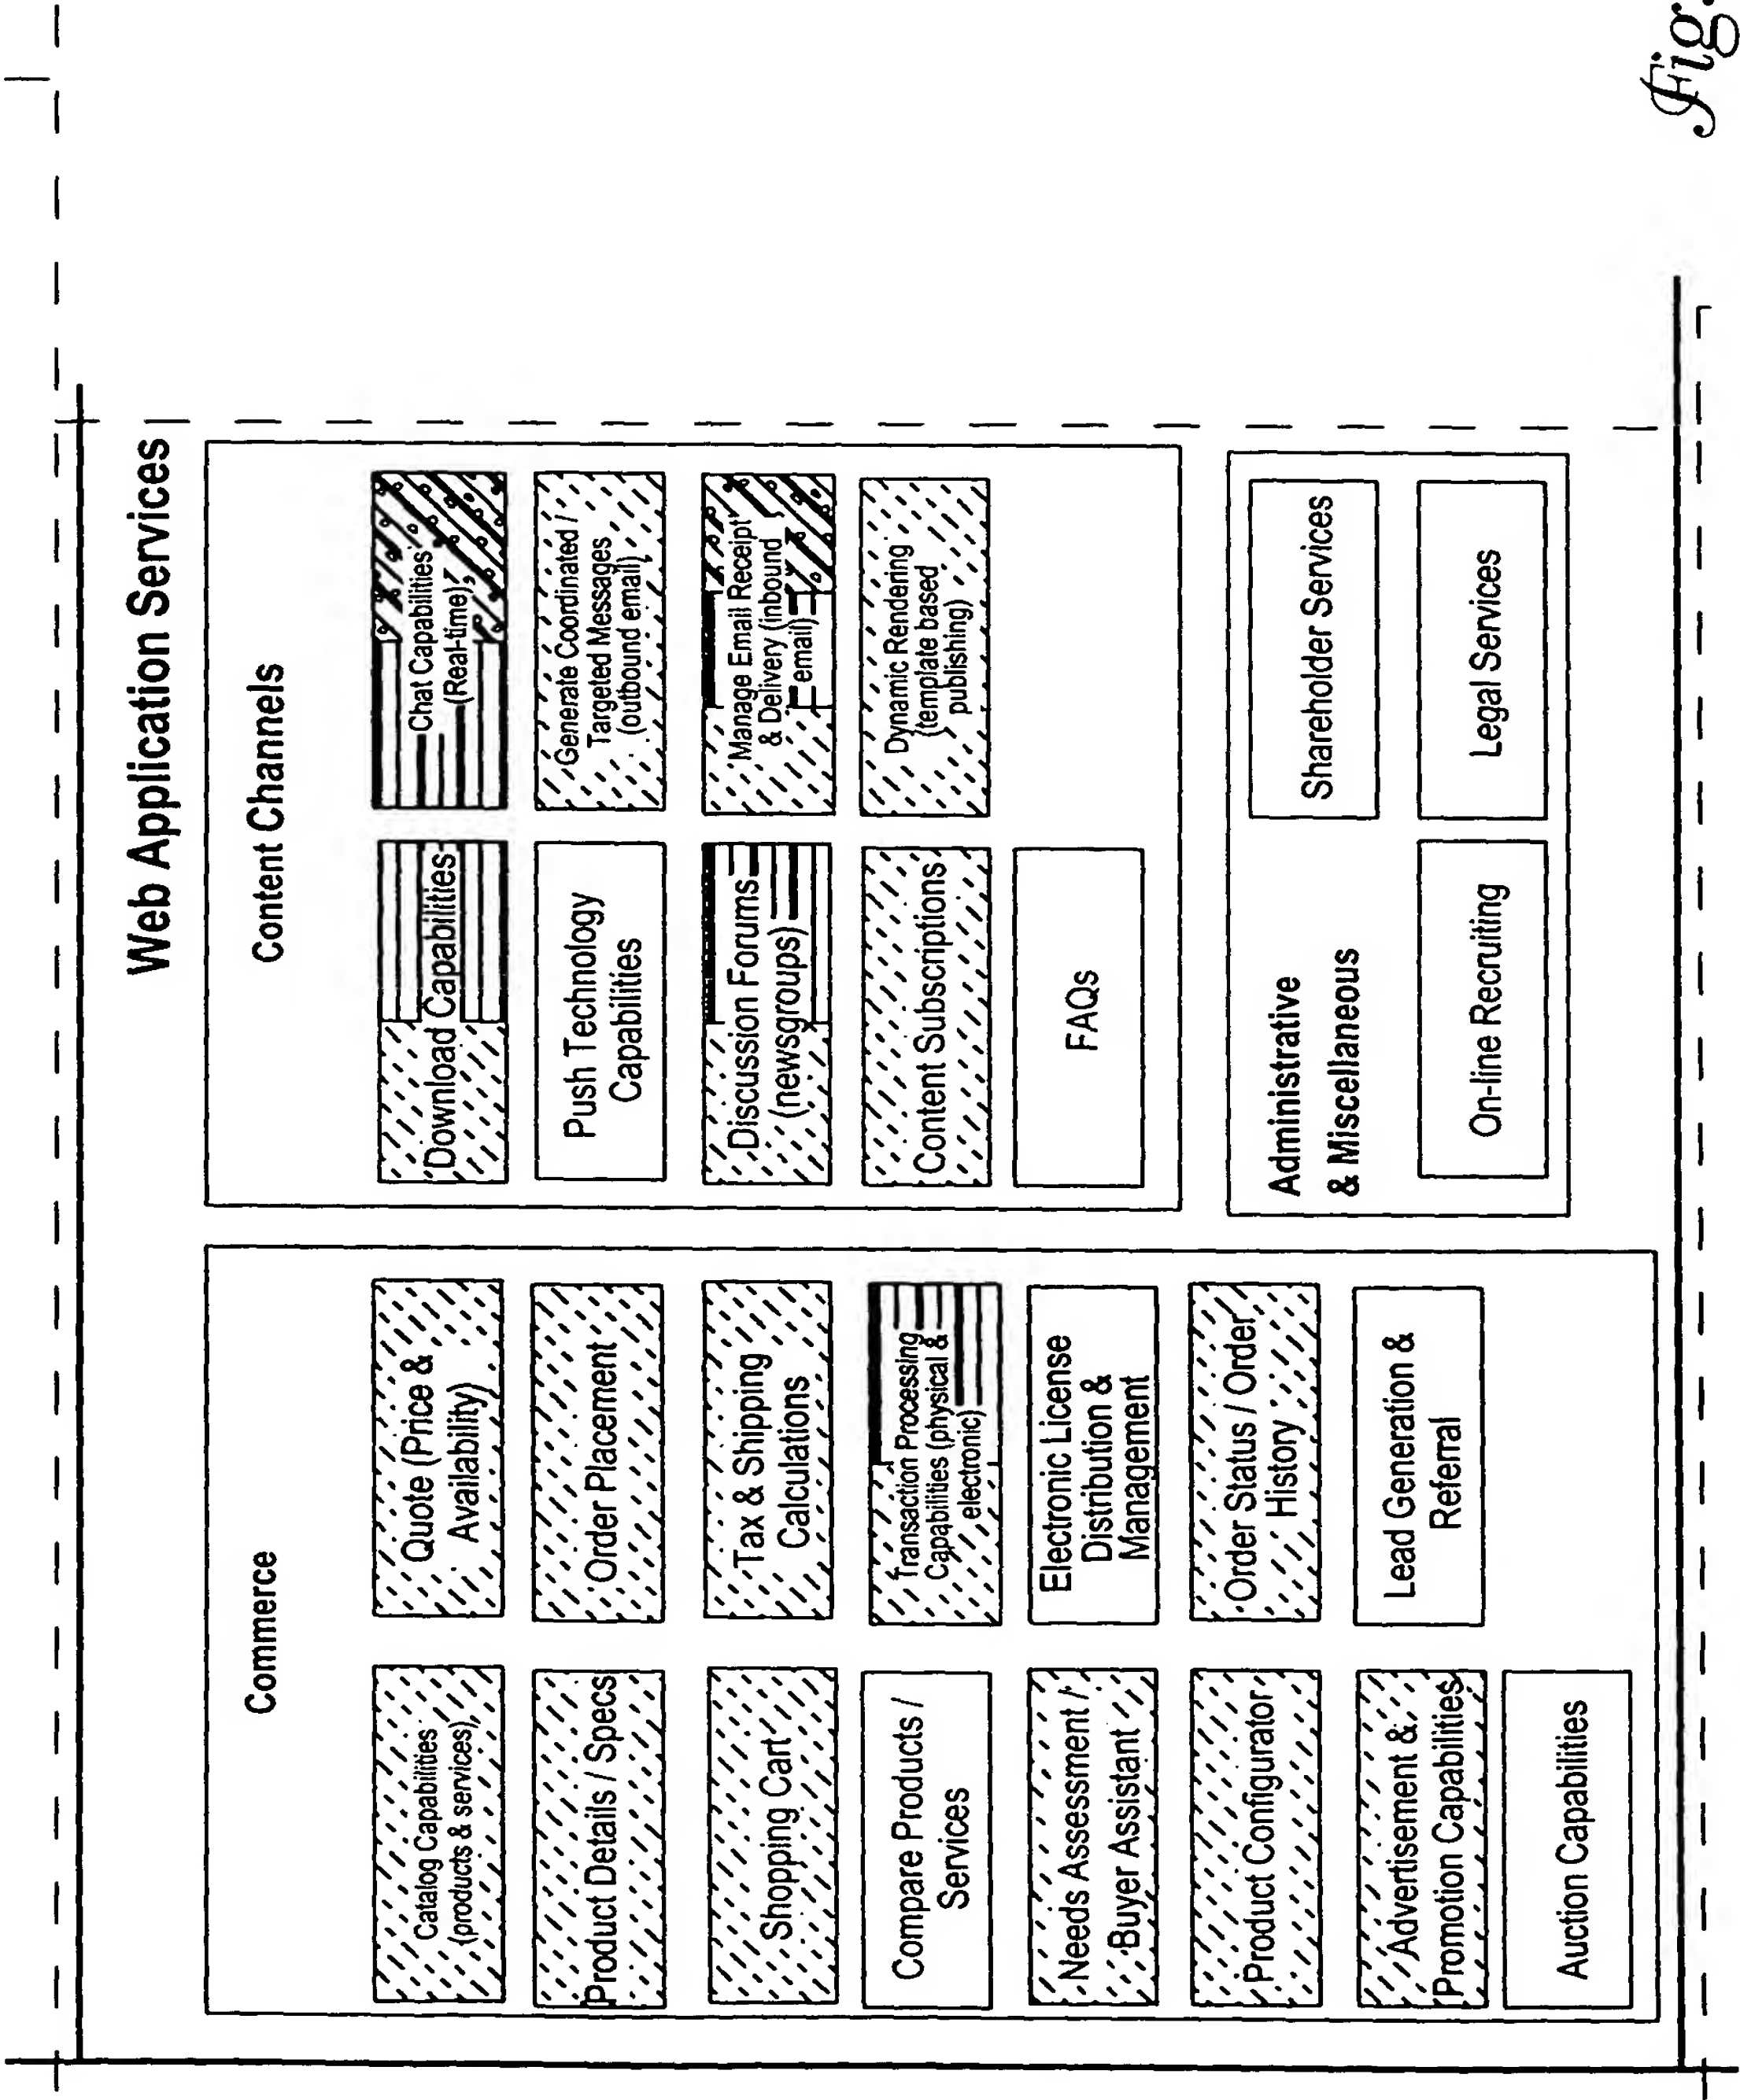 Web Application Services
Commerce
Catalog Capabilities
(products & services)
Quote (Price &
Availability)
Product Details / Specs
Order Placement
Shopping Cart
Tax & Shipping
Calculations
Compare Products /
Services
Transaction Processing
Capabilities (physical &
electronic)
Needs Assessment /
Buyer Assistant
Electronic License
Distribution &
Management
Product Configurator
Order Status / Order
History
Advertisement &
Promotion Capabilities
Lead Generation &
Referral
Auction Capabilities
Content Channels
Download Capabilities
Chat Capabilities
(Real-time)
Push Technology
Capabilities
Generate Coordinated /
Targeted Messages
(outbound email)
Discussion Forums
(newsgroups)
Manage Email Receipt
& Delivery (inbound
email)
Content Subscriptions
Dynamic Rendering
(template based
publishing)
FAQs
Administrative
& Miscellaneous
Shareholder Services
On-line Recruiting
Legal Services
Fig.